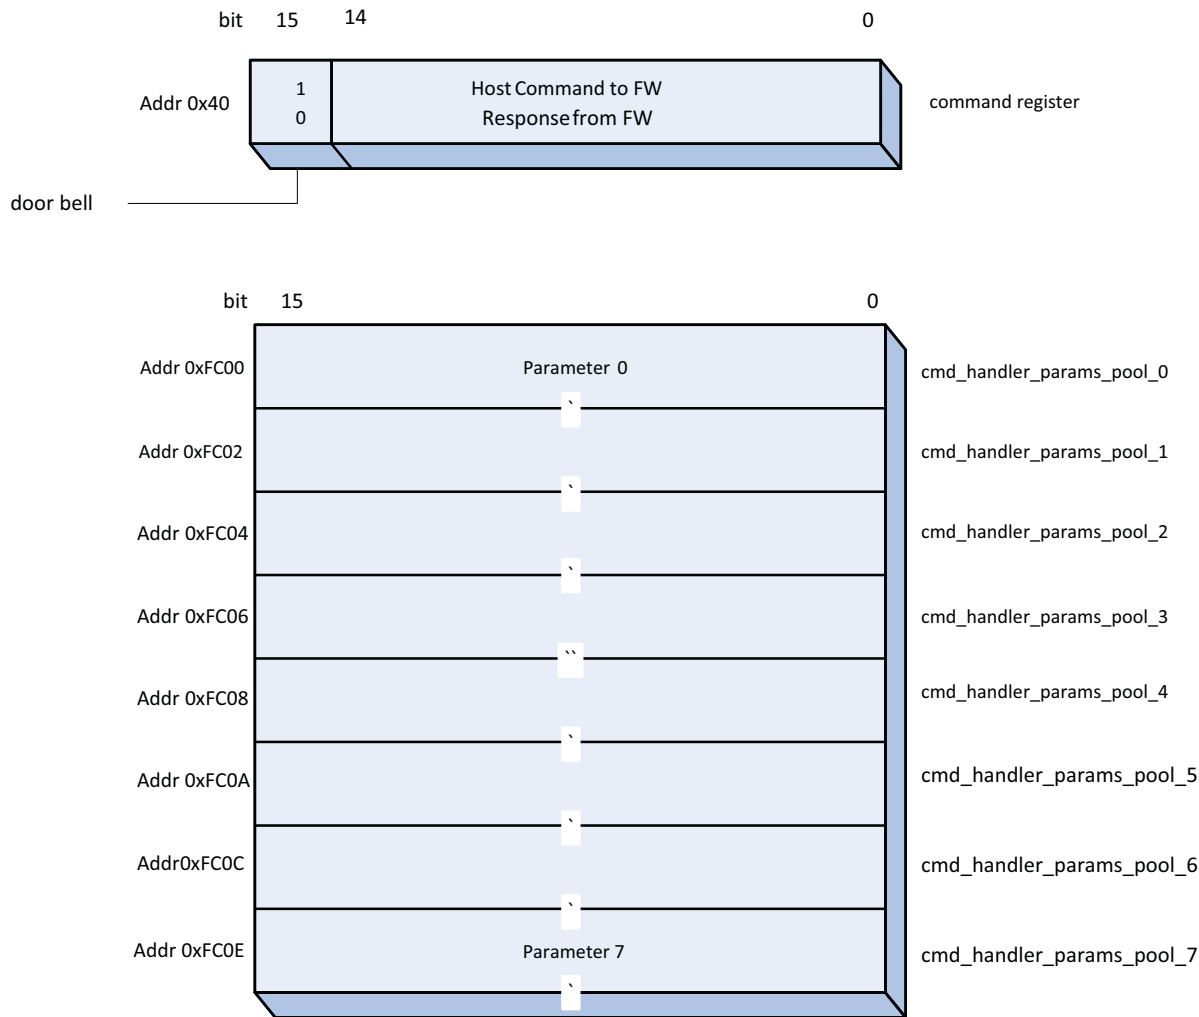 bit 15 14 0
Addr 0x40 1 Host Command to FW command register
0 Response from FW
door bell
bit 15 0
Addr 0xFC00 Parameter 0 cmd_handler_params_pool_0
`
Addr 0xFC02 cmd_handler_params_pool_1
`
Addr 0xFC04 cmd_handler_params_pool_2
`
Addr 0xFC06 cmd_handler_params_pool_3
``
Addr 0xFC08 cmd_handler_params_pool_4
`
Addr 0xFC0A cmd_handler_params_pool_5
`
Addr0xFC0C cmd_handler_params_pool_6
`
Addr 0xFC0E Parameter 7 cmd_handler_params_pool_7
`